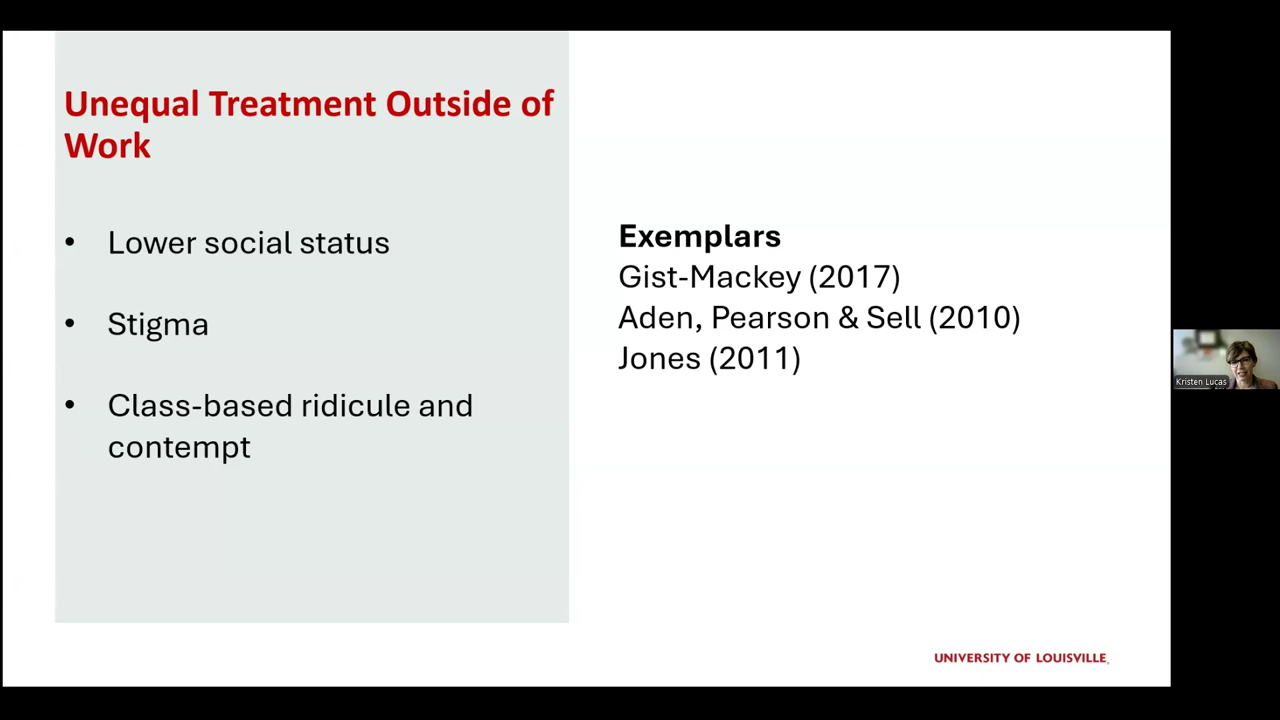 Unequal Treatment Outside of
Work
• Lower social status
• Stigma
• Class-based ridicule and
contempt
Exemplars
Gist-Mackey (2017)
Aden, Pearson & Sell (2010)
Jones (2011)
Kristen Lucas
UNIVERSITY OF LOUISVILLE.